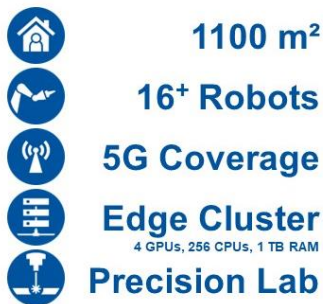 1100 m²
16⁺ Robots
5G Coverage
Edge Cluster
4 GPUs, 256 CPUs, 1 TB RAM
Precision Lab